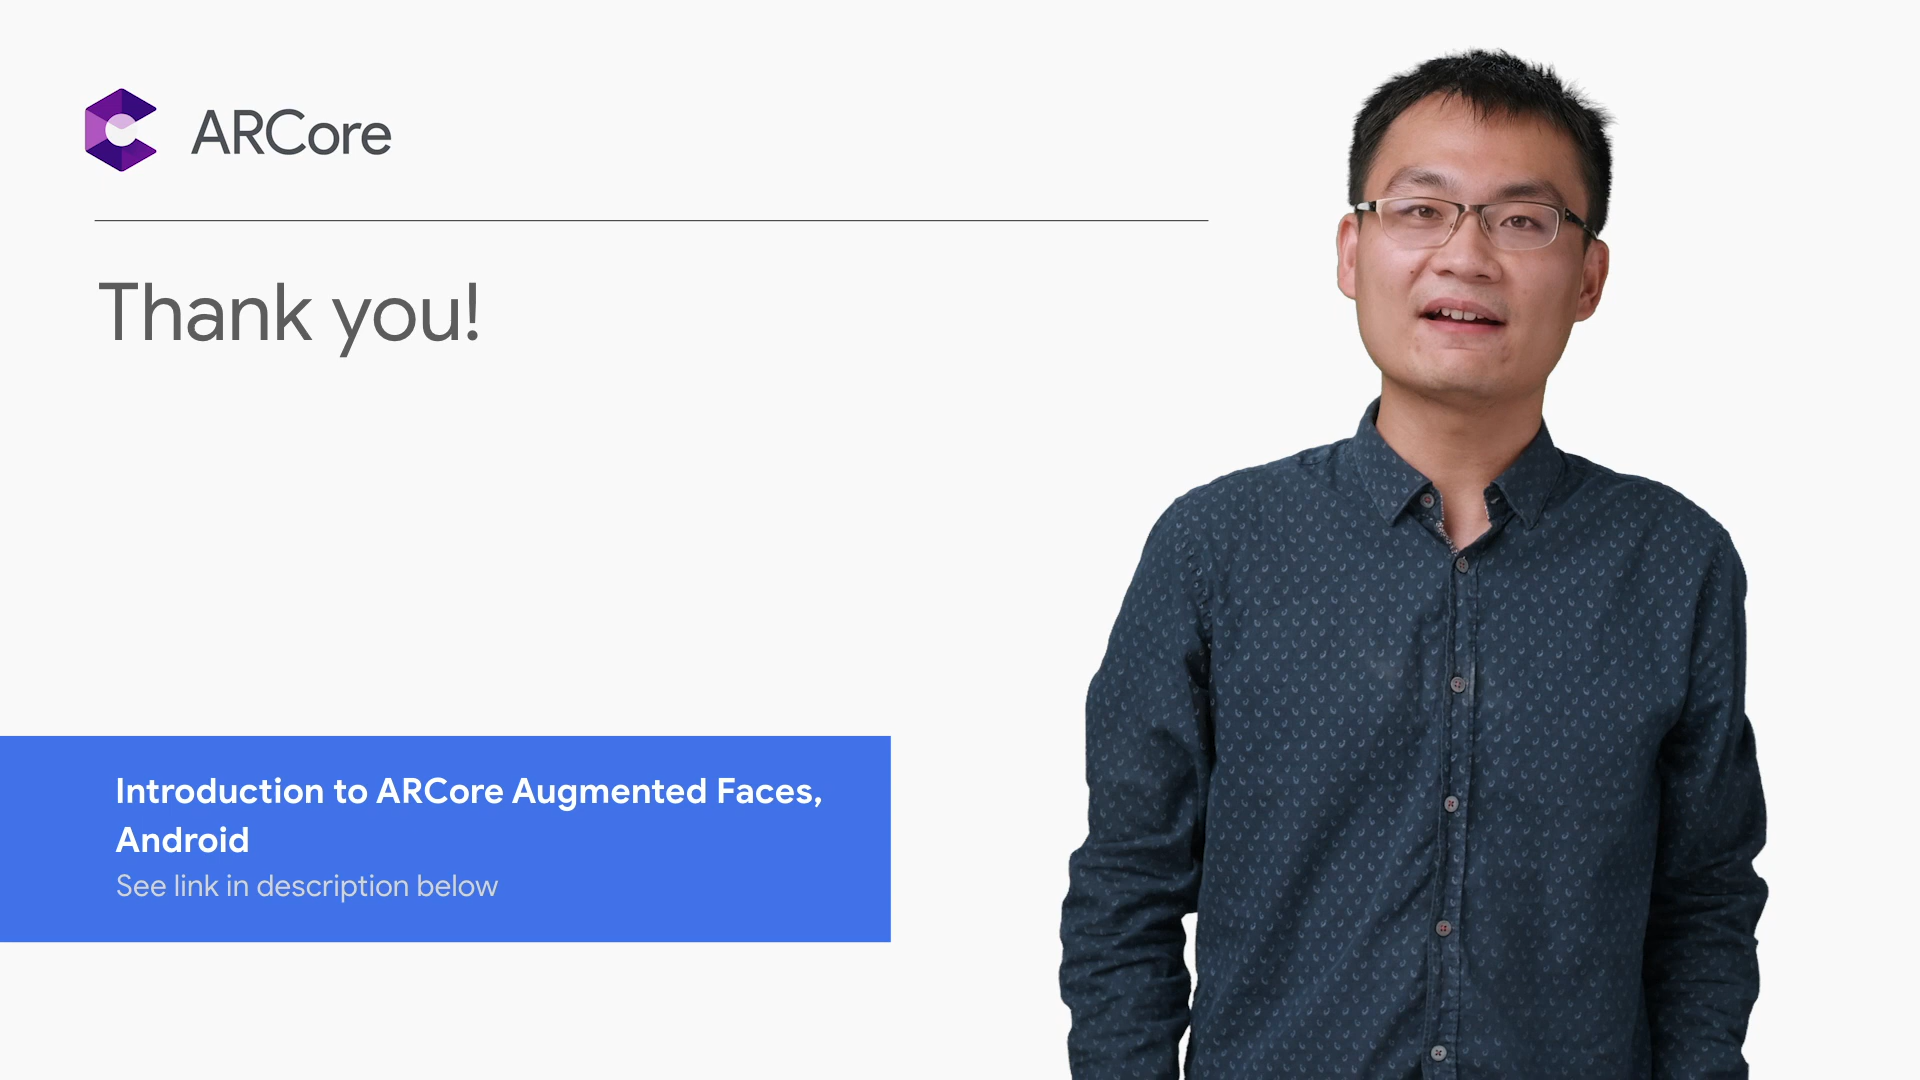 ARCore
Thank you!
Introduction to ARCore Augmented Faces,
Android
See link in description below